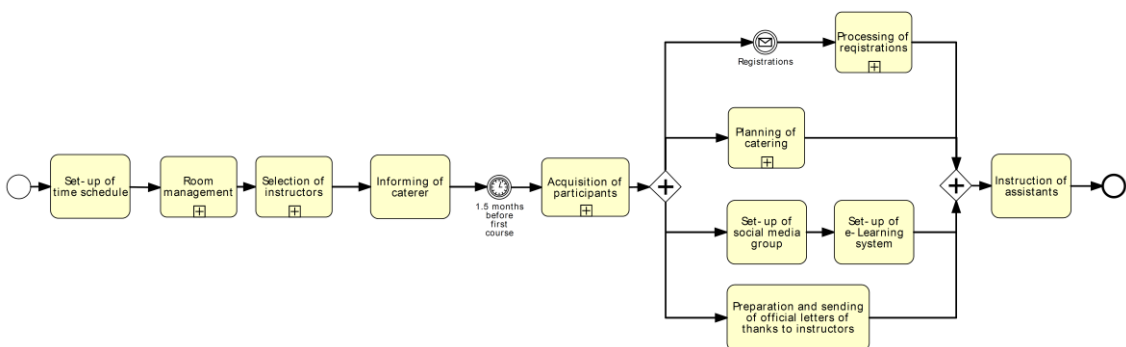 Set-up of
time schedule
Room
management
Selection of
instructors
Informing of
caterer
1.5 months
before
first
course
Acquisition of
participants
Registrations
Processing of
reqistrations
Planning of
catering
Set-up of
social media
group
Set-up of
e-Learning
system
Preparation and sending
of official letters of
thanks to instructors
Instruction of
assistants